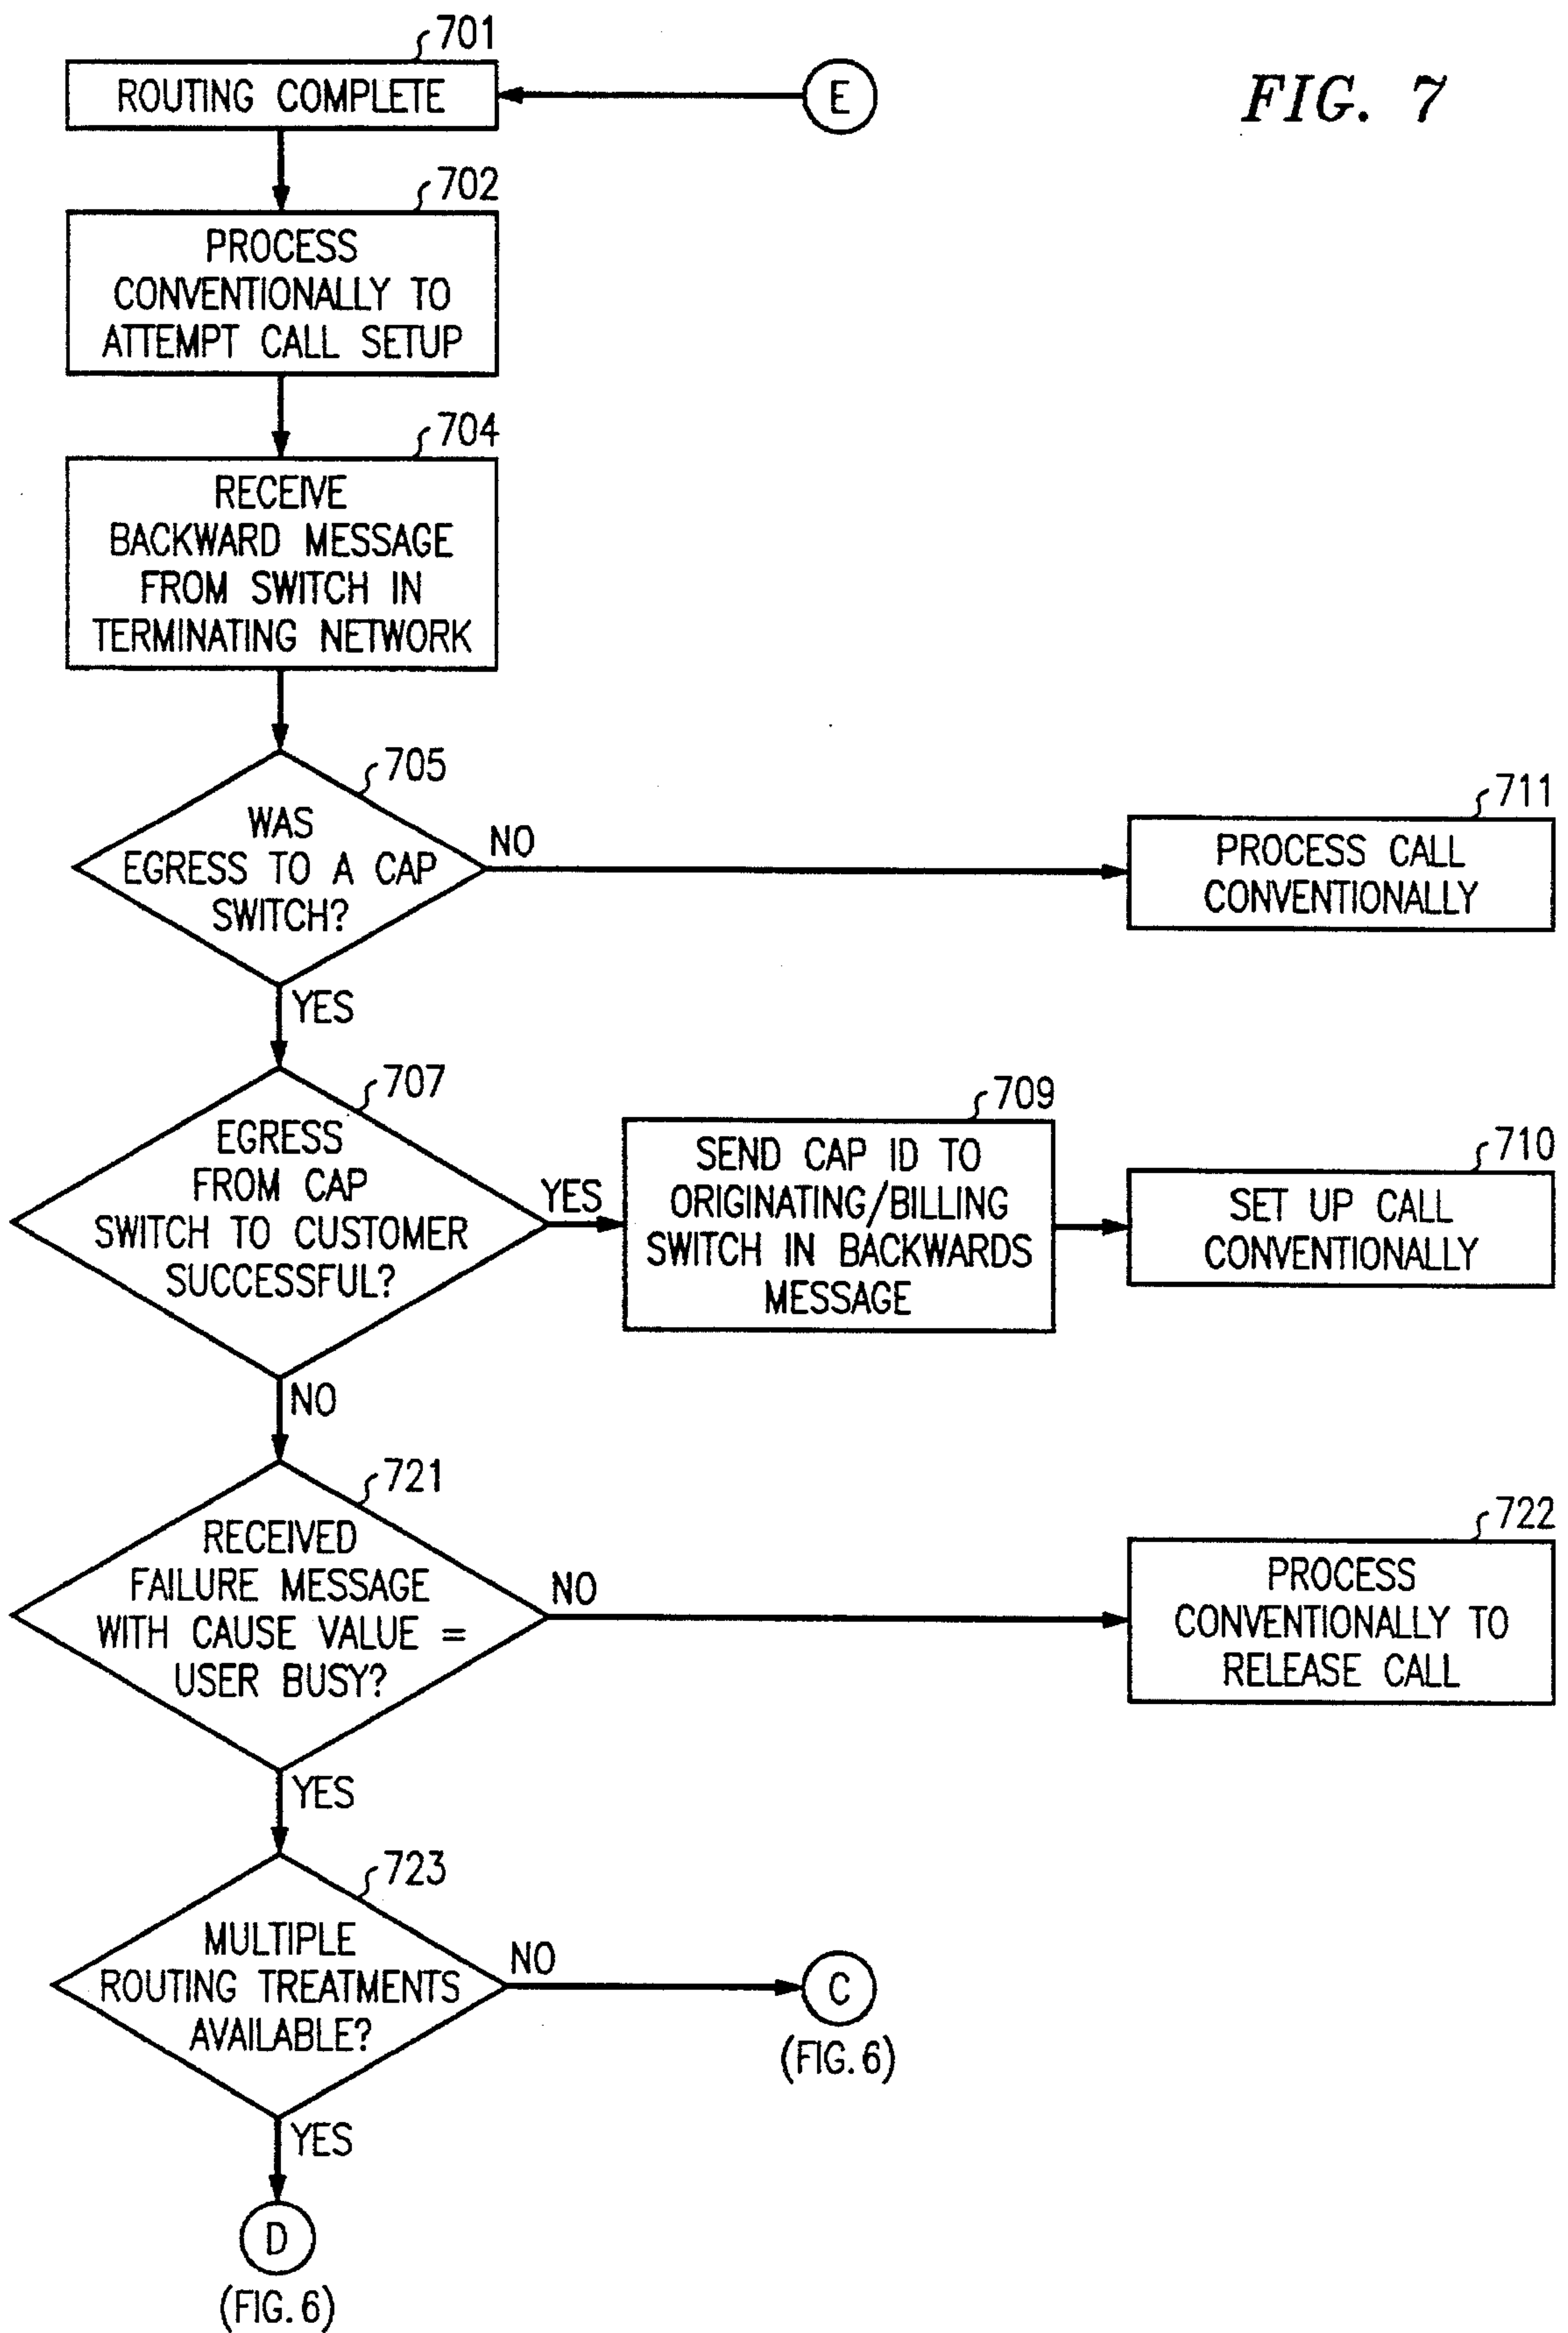 701
ROUTING COMPLETE
E
FIG. 7
702
PROCESS
CONVENTIONALLY TO
ATTEMPT CALL SETUP
704
RECEIVE
BACKWARD MESSAGE
FROM SWITCH IN
TERMINATING NETWORK
705
WAS
EGRESS TO A CAP
SWITCH?
NO
711
PROCESS CALL
CONVENTIONALLY
YES
707
EGRESS
FROM CAP
SWITCH TO CUSTOMER
SUCCESSFUL?
YES
709
SEND CAP ID TO
ORIGINATING/BILLING
SWITCH IN BACKWARDS
MESSAGE
710
SET UP CALL
CONVENTIONALLY
NO
721
RECEIVED
FAILURE MESSAGE
WITH CAUSE VALUE =
USER BUSY?
NO
722
PROCESS
CONVENTIONALLY TO
RELEASE CALL
YES
723
MULTIPLE
ROUTING TREATMENTS
AVAILABLE?
NO
C
(FIG. 6)
YES
D
(FIG. 6)